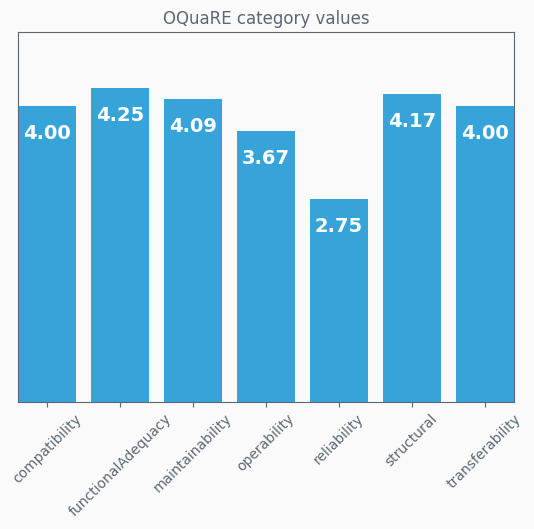 OQuaRE category values
4.00
4.25
4.09
3.67
2.75
4.17
4.00
compatibility
functionalAdequacy
maintainability
operability
reliability
structural
transferability